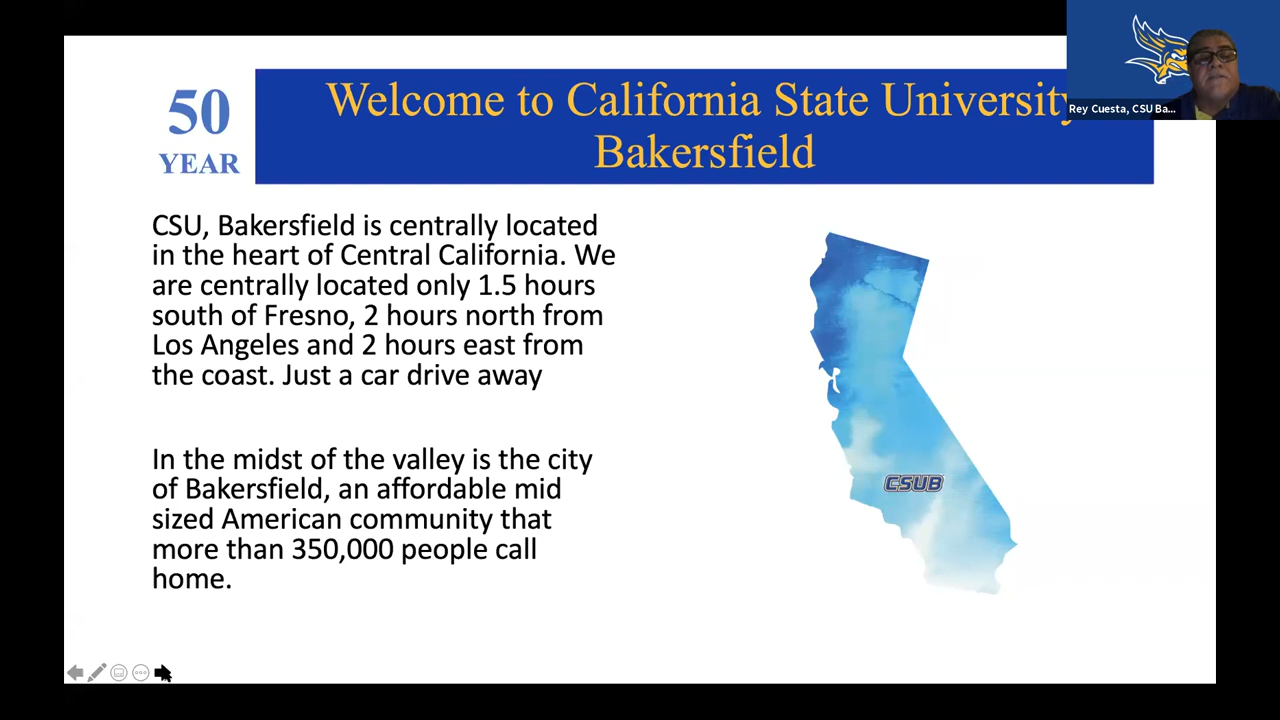 50
YEAR
Welcome to California State University
Bakersfield
Rey Cuesta, CSU Ba...
CSU, Bakersfield is centrally located
in the heart of Central California. We
are centrally located only 1.5 hours
south of Fresno, 2 hours north from
Los Angeles and 2 hours east from
the coast. Just a car drive away
In the midst of the valley is the city
of Bakersfield, an affordable mid
sized American community that
more than 350,000 people call
home.
CSUB